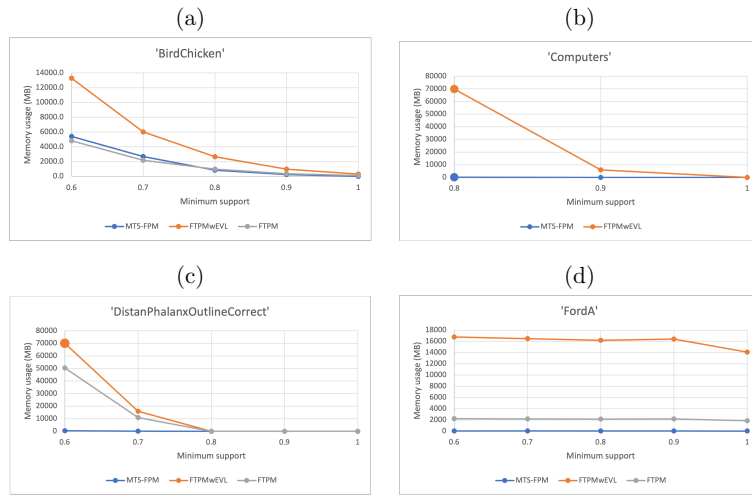 (a)
'BirdChicken'
Memory usage (MB)
14000.0
12000.0
10000.0
8000.0
6000.0
4000.0
2000.0
0.0
0.6 0.7 0.8 0.9 1
Minimum support
MTS-FPM FTPMwEVL FTPM
(b)
'Computers'
Memory usage (MB)
80000
70000
60000
50000
40000
30000
20000
10000
0
0.8 0.9 1
Minimum support
MTS-FPM FTPMwEVL
(c)
'DistanPhalanxOutlineCorrect'
Memory usage (MB)
80000
70000
60000
50000
40000
30000
20000
10000
0
0.6 0.7 0.8 0.9 1
Minimum support
MTS-FPM FTPMwEVL FTPM
(d)
'FordA'
Memory usage (MB)
18000
16000
14000
12000
10000
8000
6000
4000
2000
0
0.6 0.7 0.8 0.9 1
Minimum support
MTS-FPM FTPMwEVL FTPM